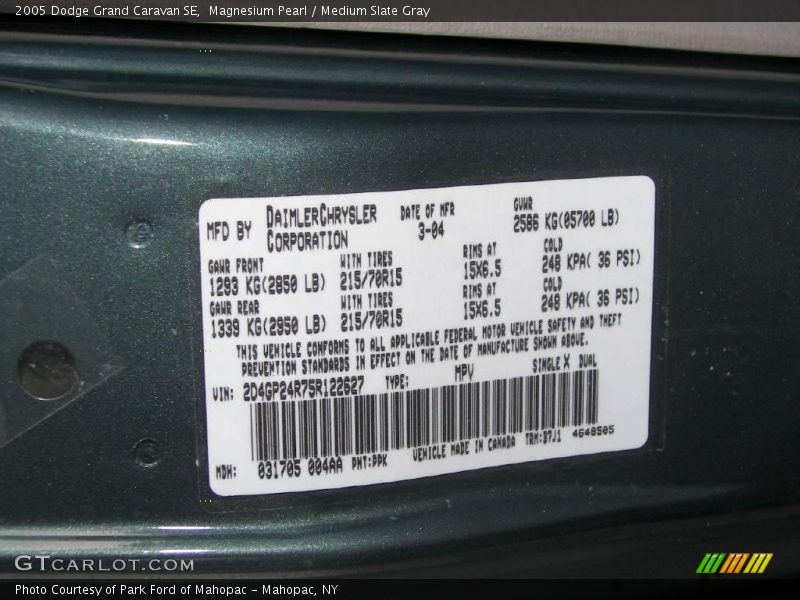 2005 Dodge Grand Caravan SE,  Magnesium Pearl / Medium Slate Gray
MFD BY DAIMLERCHRYSLER CORPORATION
DATE OF MFR 3-04
GVWR 2586 KG(05700 LB)
GAWR FRONT 1293 KG(2850 LB)
WITH TIRES 215/70R15
RIMS AT 15X6.5
COLD 248 KPA( 36 PSI)
GAWR REAR 1339 KG(2950 LB)
WITH TIRES 215/70R15
RIMS AT 15X6.5
COLD 248 KPA( 36 PSI)
THIS VEHICLE CONFORMS TO ALL APPLICABLE FEDERAL MOTOR VEHICLE SAFETY AND THEFT
PREVENTION STANDARDS IN EFFECT ON THE DATE OF MANUFACTURE SHOWN ABOVE.
VIN: 2D4GP24R75R122627 TYPE: MPV SINGLE X DUAL
MDH: 031705 004AA PNT:DPK VEHICLE MADE IN CANADA TRM:B7J1 4648505
GTCARLOT.COM
Photo Courtesy of Park Ford of Mahopac - Mahopac, NY